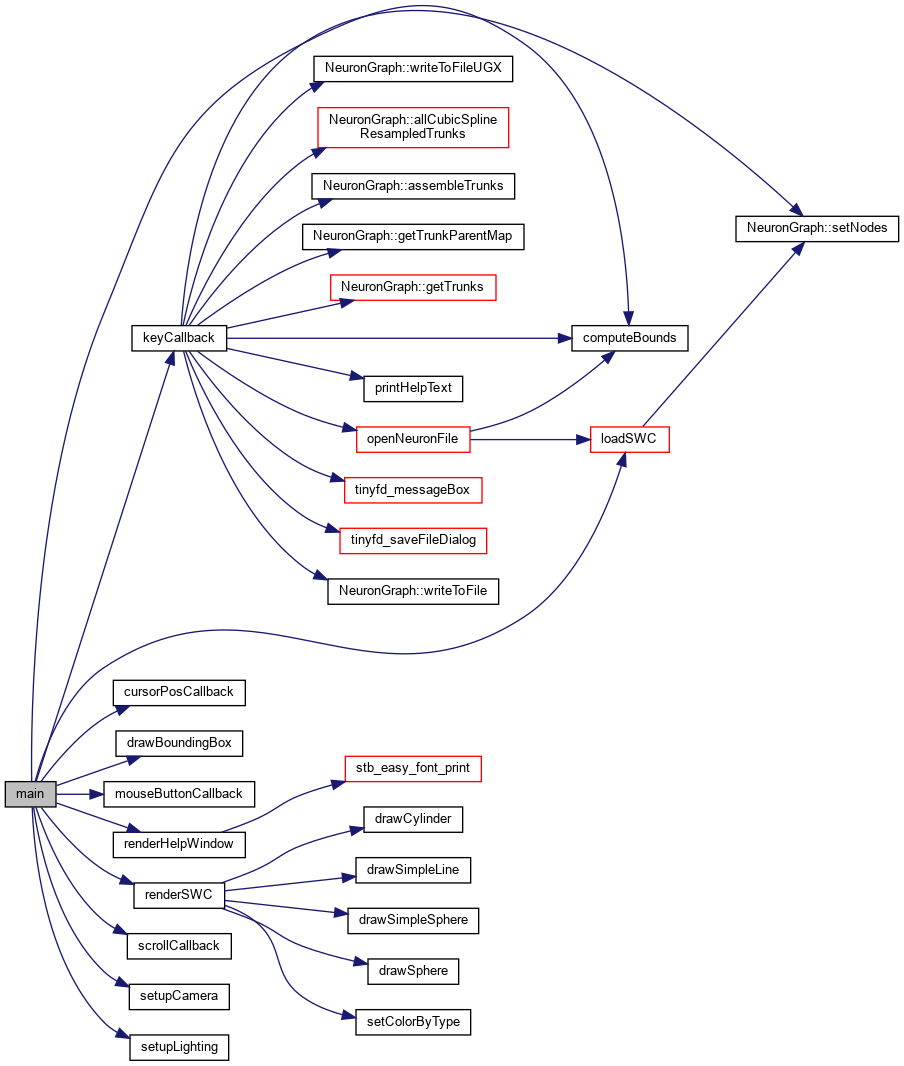 NeuronGraph::writeToFileUGX
NeuronGraph::allCubicSpline
ResampledTrunks
NeuronGraph::assembleTrunks
NeuronGraph::setNodes
NeuronGraph::getTrunkParentMap
NeuronGraph::getTrunks
keyCallback
computeBounds
printHelpText
openNeuronFile
loadSWC
tinyfd_messageBox
tinyfd_saveFileDialog
NeuronGraph::writeToFile
cursorPosCallback
drawBoundingBox
stb_easy_font_print
main
mouseButtonCallback
drawCylinder
renderHelpWindow
drawSimpleLine
renderSWC
drawSimpleSphere
scrollCallback
drawSphere
setupCamera
setColorByType
setupLighting